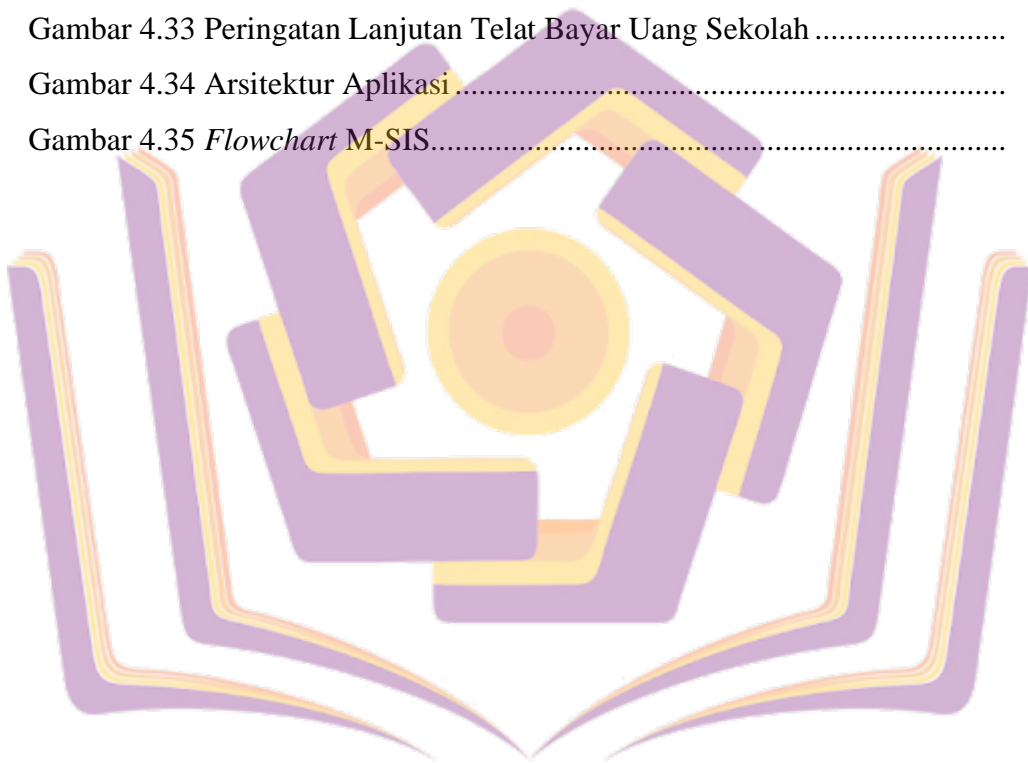 Gambar 4.33 Peringatan Lanjutan Telat Bayar Uang Sekolah ........................
Gambar 4.34 Arsitektur Aplikasi .....................................................................
Gambar 4.35 Flowchart M-SIS........................................................................